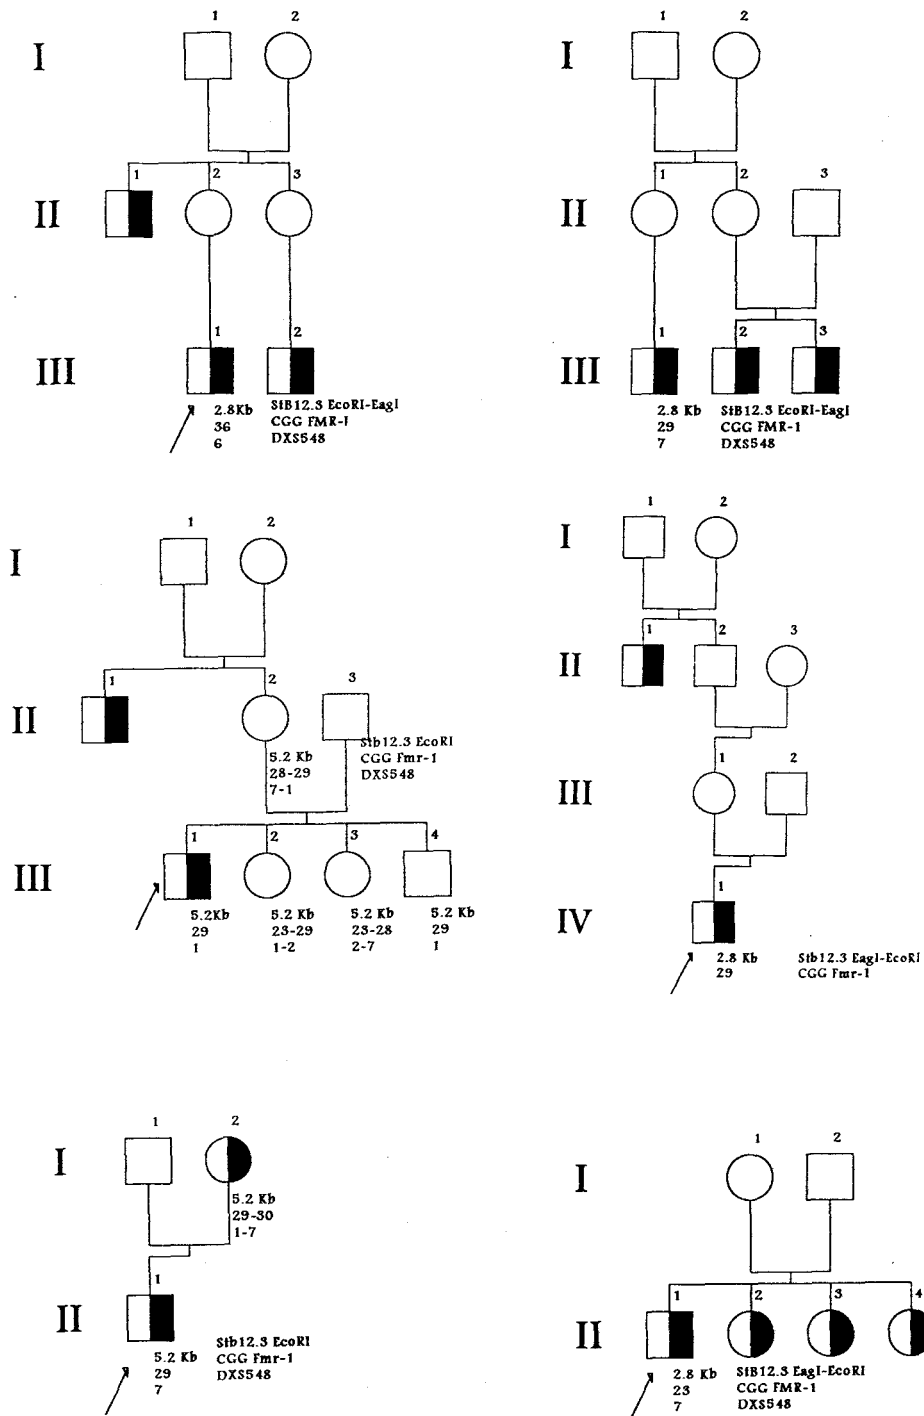 1 2
I
1 2 3
II
1 2
III
2.8Kb StB12.3 EcoRI-EagI
36 CGG FMR-1
6 DXS548
1 2
I
1 2 3
II
1 2 3
III
2.8 Kb StB12.3 EcoRI-EagI
29 CGG FMR-1
7 DXS548
1 2
I
1 2 3
II
5.2 Kb Stb12.3 EcoRI
28-29 CGG Fmr-1
7-1 DXS548
1 2 3 4
III
5.2Kb 5.2 Kb 5.2 Kb 5.2 Kb
29 23-29 23-28 29
1 1-2 2-7 1
1 2
I
1 2 3
II
1 2
III
1
IV
2.8 Kb Stb12.3 EagI-EcoRI
29 CGG Fmr-1
1 2
I
5.2 Kb
29-30
1-7
1
II
5.2 Kb Stb12.3 EcoRI
29 CGG Fmr-1
7 DXS548
1 2
I
1 2 3 4
II
2.8 Kb StB12.3 EagI-EcoRI
23 CGG FMR-1
7 DXS548